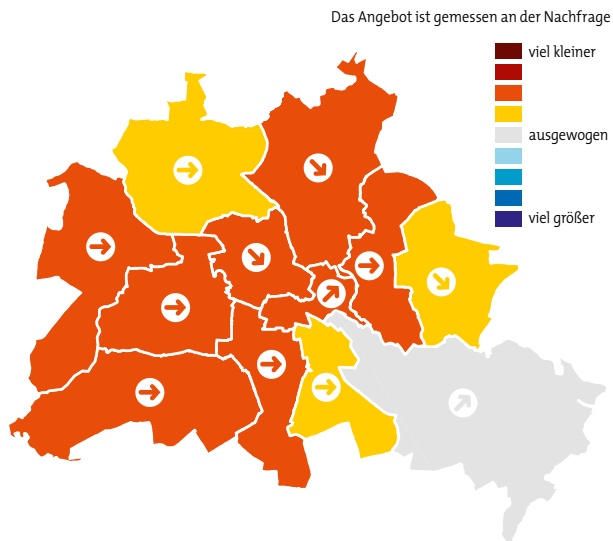 Das Angebot ist gemessen an der Nachfrage
viel kleiner
ausgewogen
viel größer